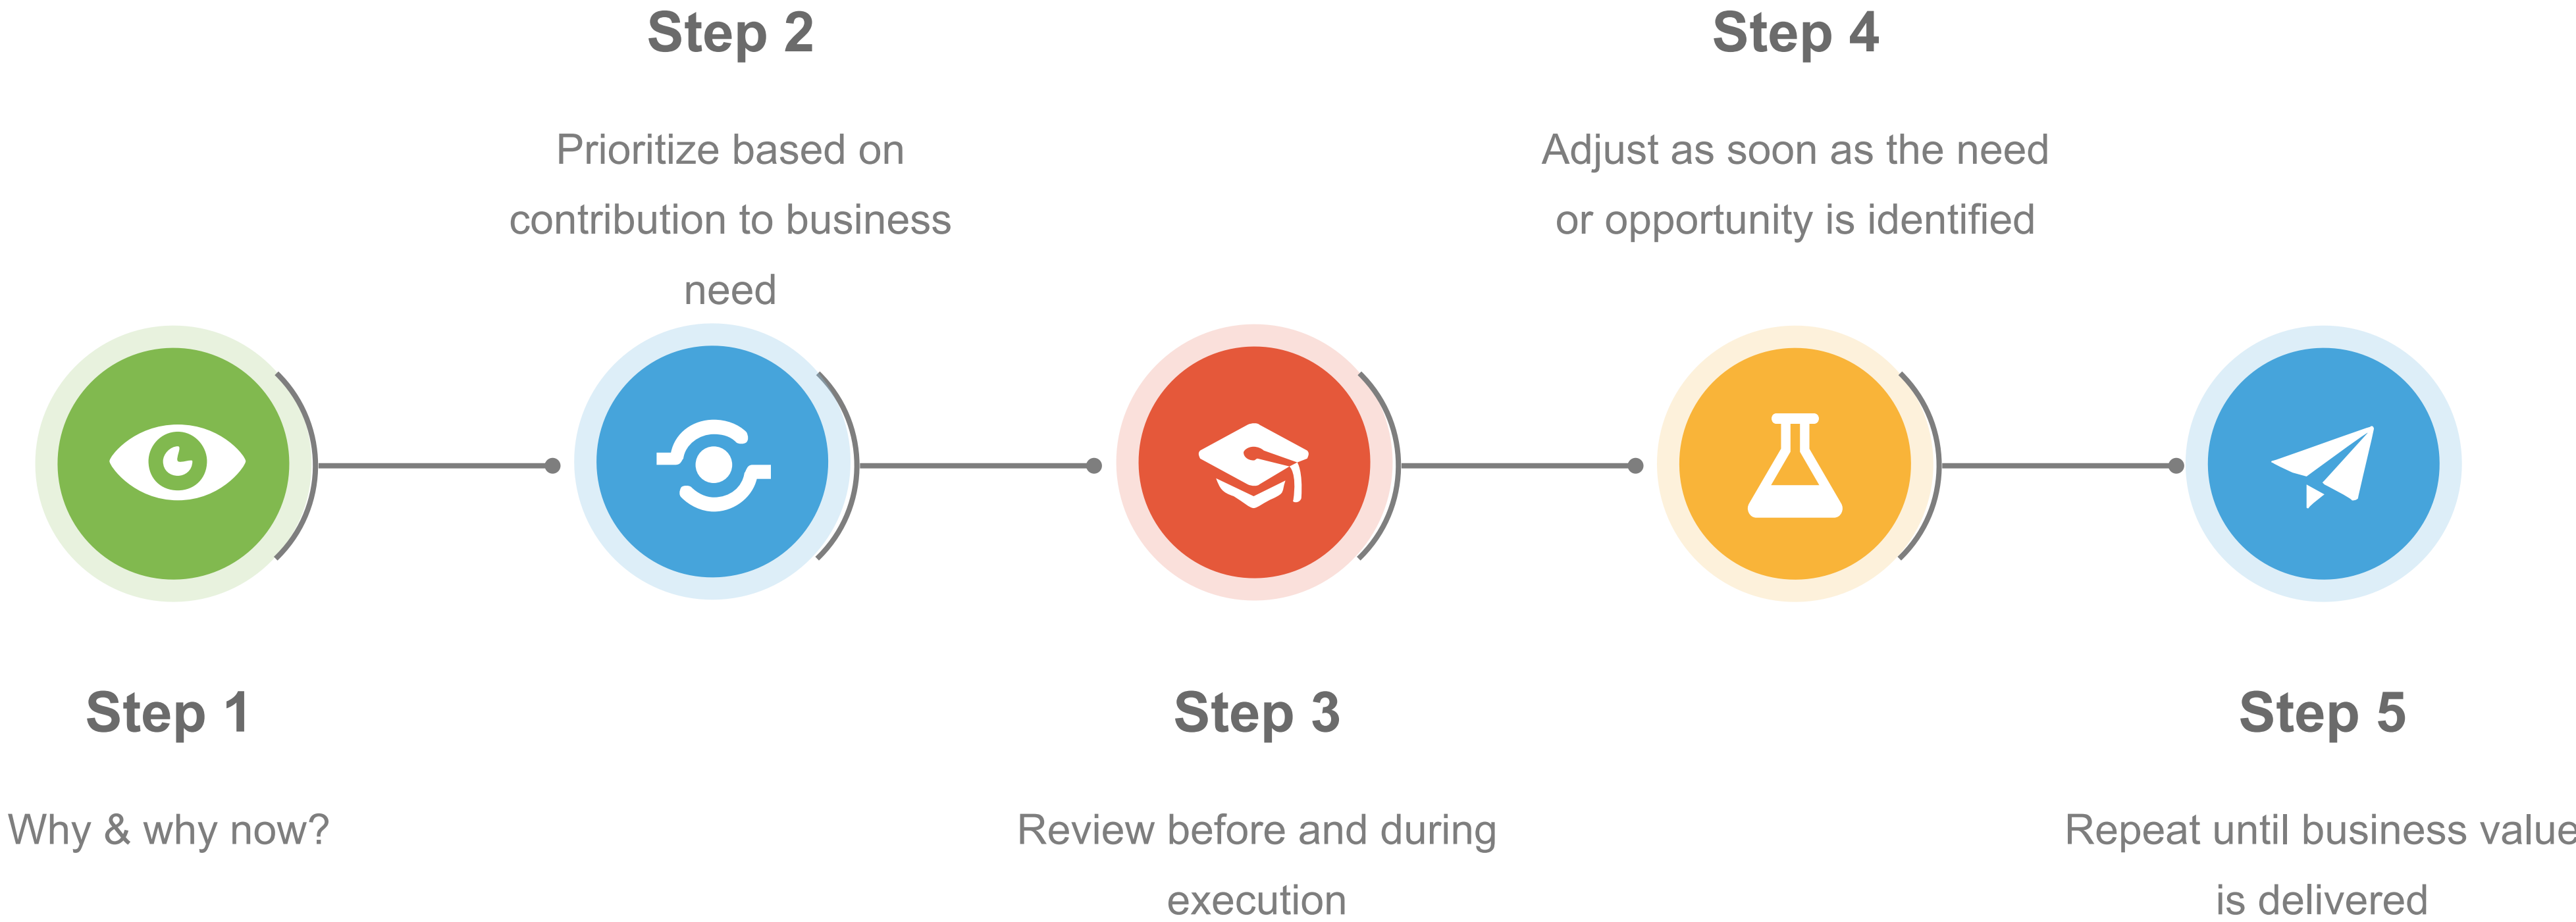 Step 1
Why & why now?
Step 2
Prioritize based on
contribution to business
need
Step 3
Review before and during
execution
Step 4
Adjust as soon as the need
or opportunity is identified
Step 5
Repeat until business value
is delivered